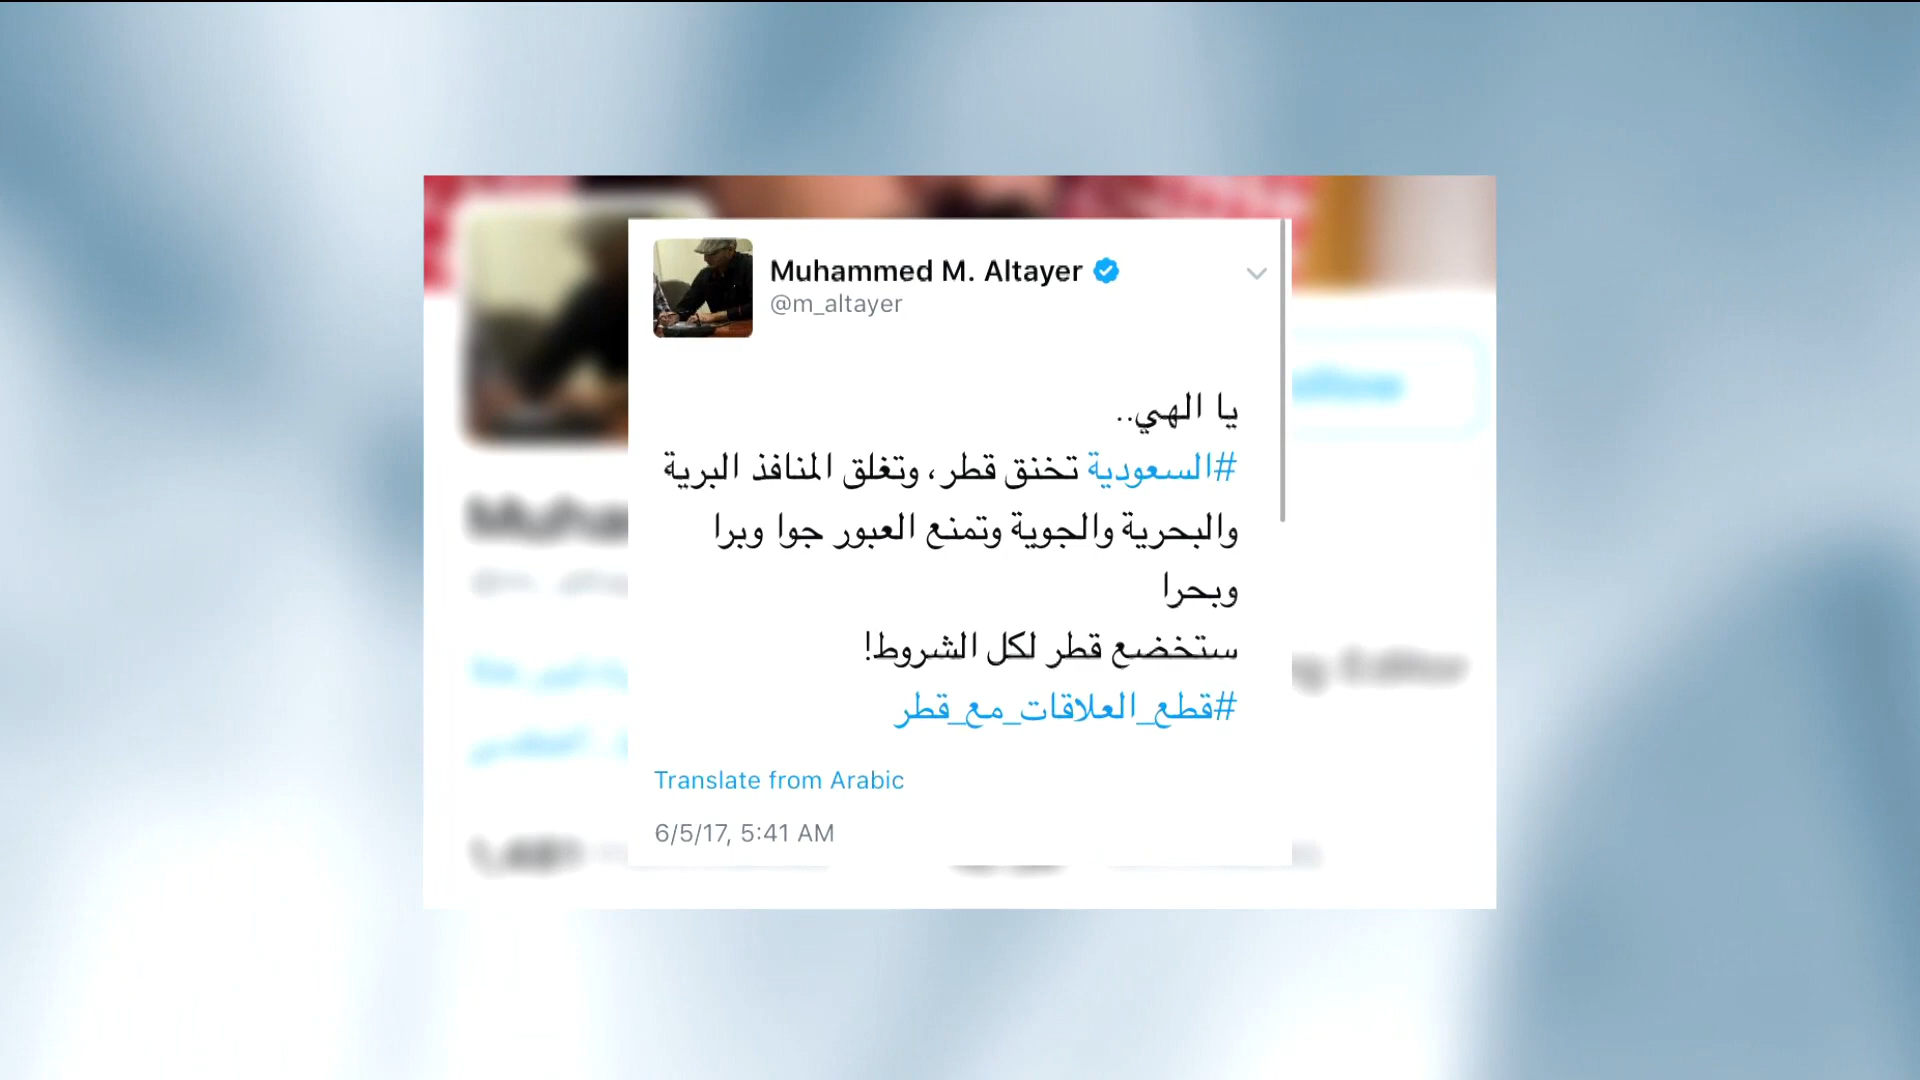 Muhammed M. Altayer
@m_altayer
يا الهي..
#السعودية تخنق قطر، وتغلق المنافذ البرية
والبحرية والجوية وتمنع العبور جوا وبرا
وبحرا
ستخضع قطر لكل الشروط!
#قطع_العلاقات_مع_قطر
Translate from Arabic
6/5/17, 5:41 AM